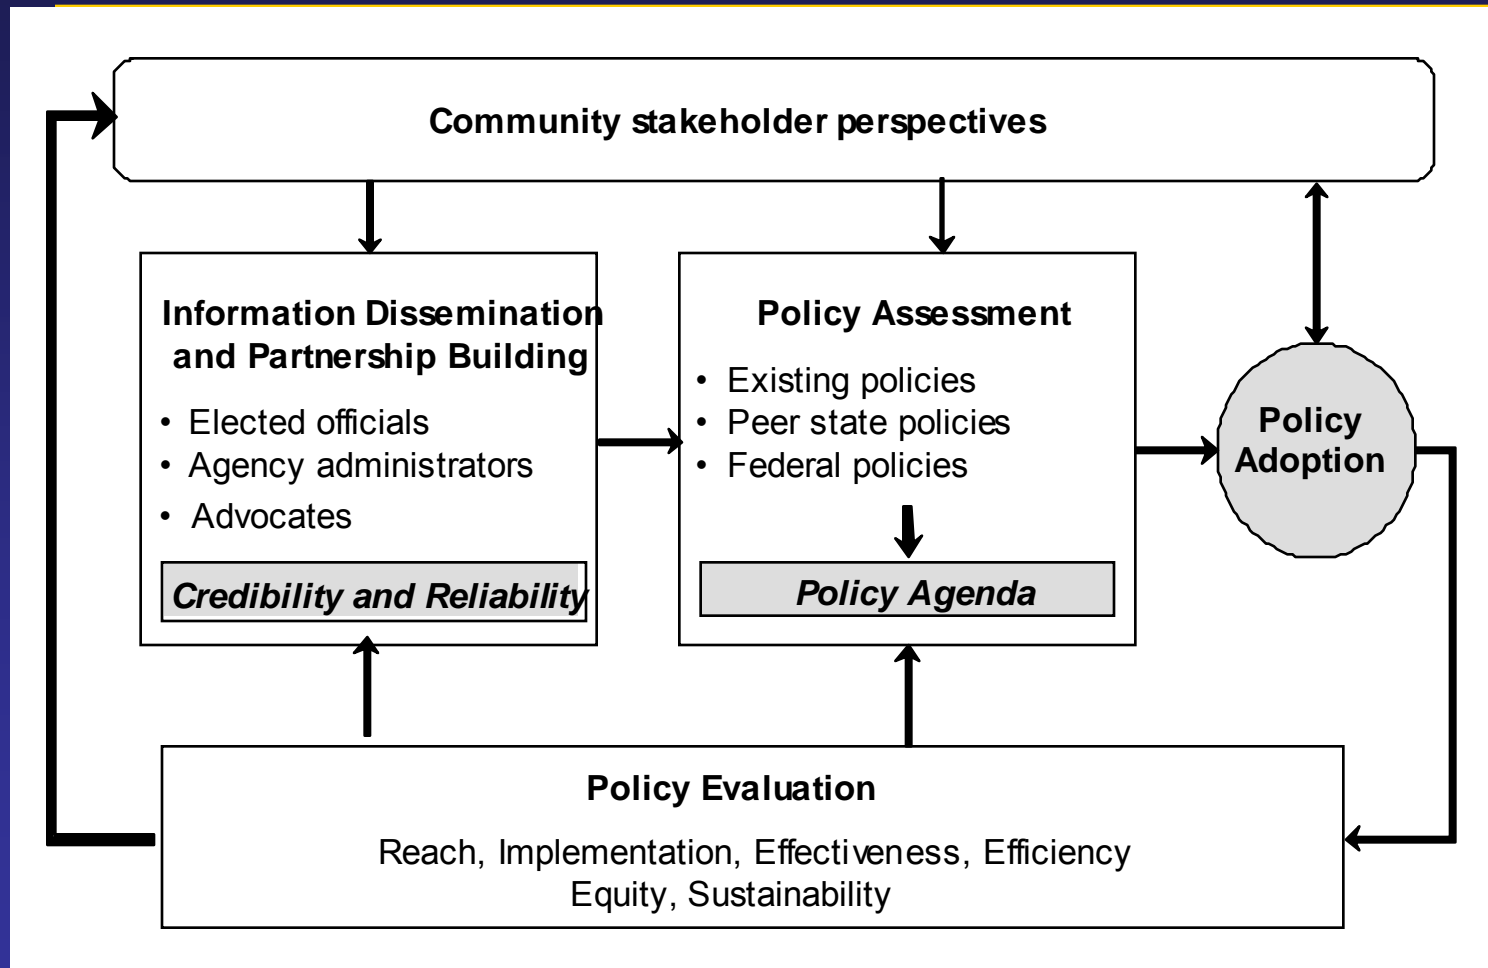 Community stakeholder perspectives
Information Dissemination
and Partnership Building
• Elected officials
• Agency administrators
• Advocates
Credibility and Reliability
Policy Assessment
• Existing policies
• Peer state policies
• Federal policies
Policy Agenda
Policy
Adoption
Policy Evaluation
Reach, Implementation, Effectiveness, Efficiency
Equity, Sustainability